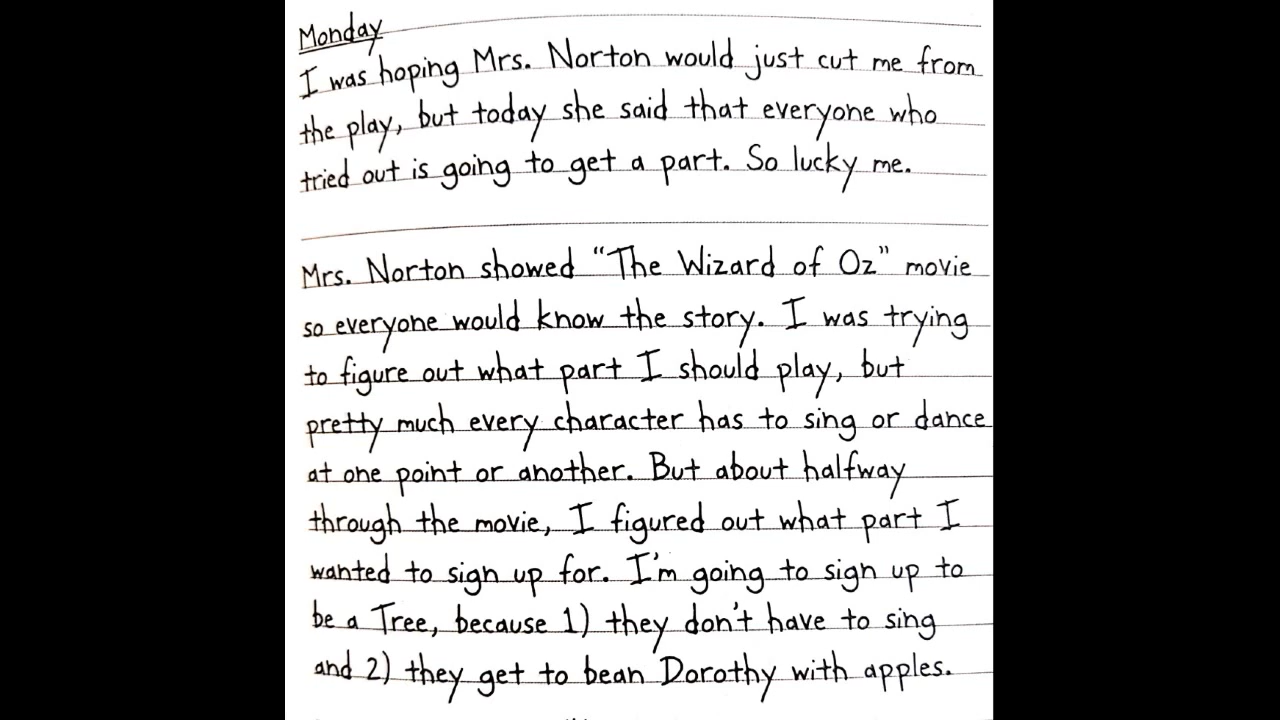 Monday
I was hoping Mrs. Norton would just cut me from
the play, but today she said that everyone who
tried out is going to get a part. So lucky me.
Mrs. Norton showed “The Wizard of Oz” movie
so everyone would know the story. I was trying
to figure out what part I should play, but
pretty much every character has to sing or dance
at one point or another. But about halfway
through the movie, I figured out what part I
wanted to sign up for. I'm going to sign up to
be a Tree, because 1) they don't have to sing
and 2) they get to bean Dorothy with apples.